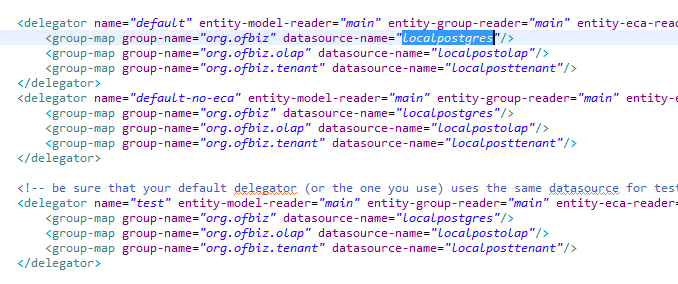 <delegator name="default" entity-model-reader="main" entity-group-reader="main" entity-eca-read
<group-map group-name="org.ofbiz" datasource-name="localpostgres"/>
<group-map group-name="org.ofbiz.olap" datasource-name="localpostolap"/>
<group-map group-name="org.ofbiz.tenant" datasource-name="localposttenant"/>
</delegator>
<delegator name="default-no-eca" entity-model-reader="main" entity-group-reader="main" entity-e
<group-map group-name="org.ofbiz" datasource-name="localpostgres"/>
<group-map group-name="org.ofbiz.olap" datasource-name="localpostolap"/>
<group-map group-name="org.ofbiz.tenant" datasource-name="localposttenant"/>
</delegator>
<!-- be sure that your default delegator (or the one you use) uses the same datasource for test
<delegator name="test" entity-model-reader="main" entity-group-reader="main" entity-eca-reader=
<group-map group-name="org.ofbiz" datasource-name="localpostgres"/>
<group-map group-name="org.ofbiz.olap" datasource-name="localpostolap"/>
<group-map group-name="org.ofbiz.tenant" datasource-name="localposttenant"/>
</delegator>